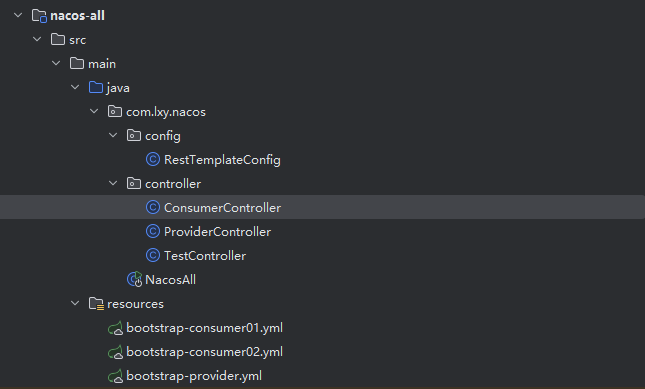 nacos-all
src
main
java
com.lxy.nacos
config
RestTemplateConfig
controller
ConsumerController
ProviderController
TestController
NacosAll
resources
bootstrap-consumer01.yml
bootstrap-consumer02.yml
bootstrap-provider.yml